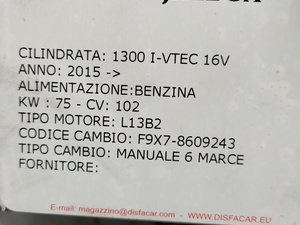 CILINDRATA: 1300 I-VTEC 16V
ANNO: 2015 ->
ALIMENTAZIONE:BENZINA
KW : 75 - CV: 102
TIPO MOTORE: L13B2
CODICE CAMBIO: F9X7-8609243
TIPO CAMBIO: MANUALE 6 MARCE
FORNITORE:
E-mail: magazzino@disfacar.com - WWW.DISFACAR.EU